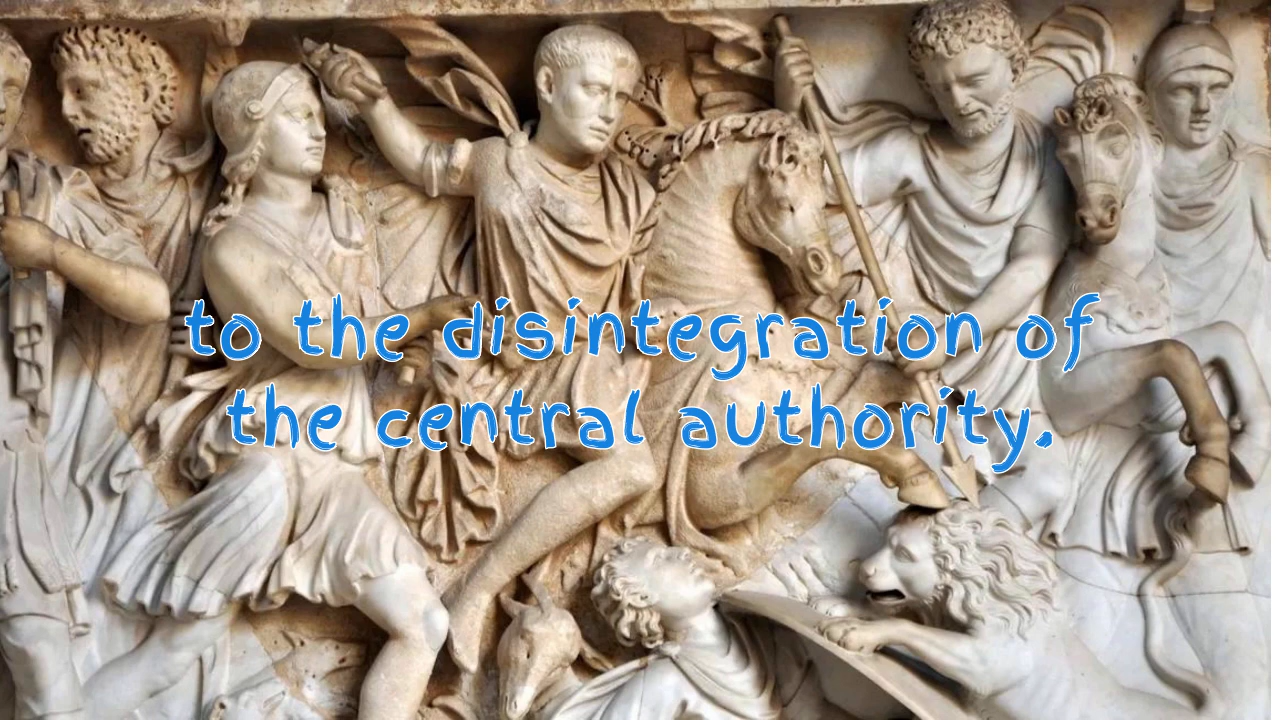 to the disintegration of
the central authority.